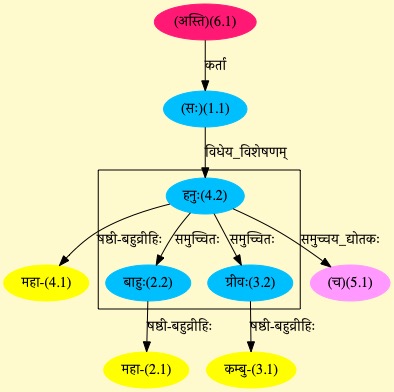 (अस्ति)(6.1)
कर्ता
(सः)(1.1)
विधेय_विशेषणम्
हनुः(4.2)
षष्ठी-बहुव्रीहिः समुच्चितः समुच्चितः समुच्चय_द्योतकः
महा-(4.1) बाहुः(2.2) ग्रीवः(3.2) (च)(5.1)
षष्ठी-बहुव्रीहिः षष्ठी-बहुव्रीहिः
महा-(2.1) कम्बु-(3.1)